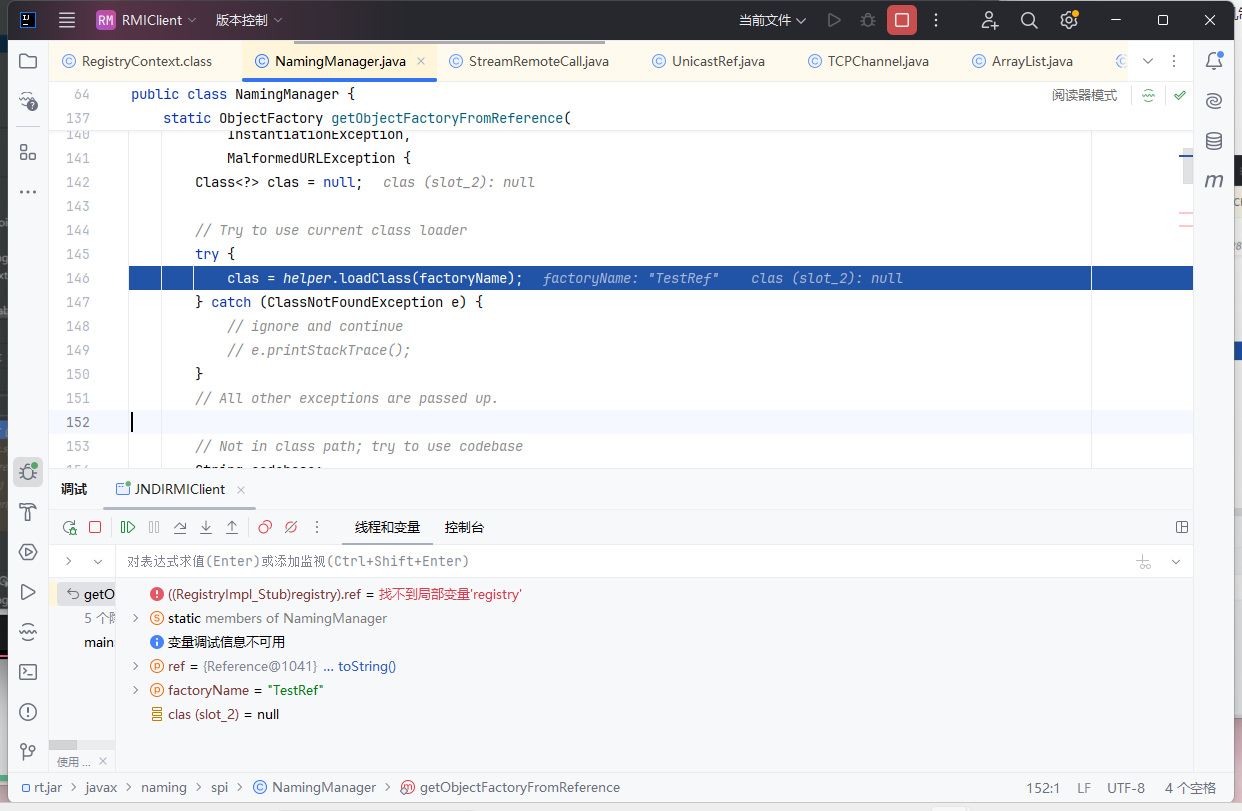 RM RMIClient 版本控制 当前文件
RegistryContext.class NamingManager.java StreamRemoteCall.java UnicastRef.java TCPChannel.java ArrayList.java
64 public class NamingManager {
阅读器模式
137 static ObjectFactory getObjectFactoryFromReference(
140 InstantiationException,
141 MalformedURLException {
142 Class<?> clas = null; clas (slot_2): null
143
144 // Try to use current class loader
145 try {
146 clas = helper.loadClass(factoryName); factoryName: "TestRef" clas (slot_2): null
147 } catch (ClassNotFoundException e) {
148 // ignore and continue
149 // e.printStackTrace();
150 }
151 // All other exceptions are passed up.
152
153 // Not in class path; try to use codebase
154 String codebase;
调试 JNDIRMIClient
线程和变量 控制台
对表达式求值(Enter)或添加监视(Ctrl+Shift+Enter)
getO
5 个
main:
使用 ...
((RegistryImpl_Stub)registry).ref = 找不到局部变量'registry'
static members of NamingManager
变量调试信息不可用
ref = {Reference@1041} ... toString()
factoryName = "TestRef"
clas (slot_2) = null
rt.jar > javax > naming > spi > NamingManager > getObjectFactoryFromReference
152:1 LF UTF-8 4 个空格